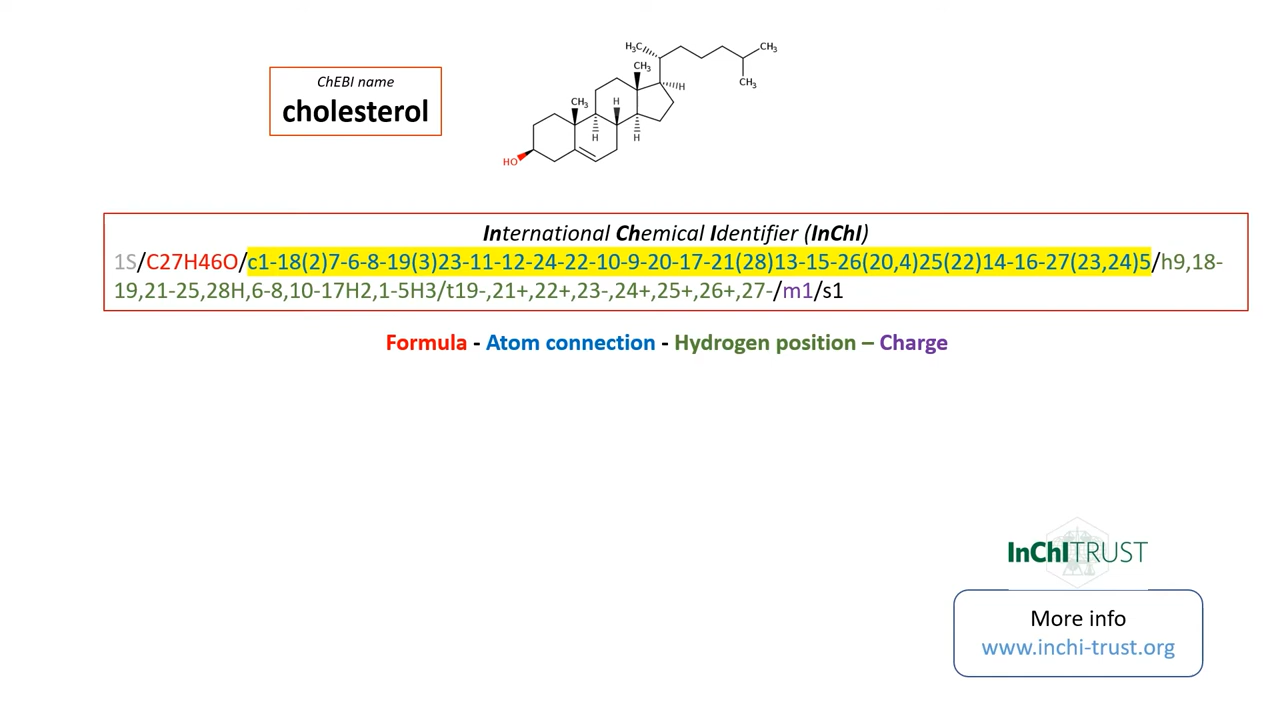 ChEBI name
cholesterol
H₃C
CH₃
CH₃
CH₃
H
CH₃
H
H
H
HO
International Chemical Identifier (InChI)
1S/C27H46O/c1-18(2)7-6-8-19(3)23-11-12-24-22-10-9-20-17-21(28)13-15-26(20,4)25(22)14-16-27(23,24)5/h9,18-
19,21-25,28H,6-8,10-17H2,1-5H3/t19-,21+,22+,23-,24+,25+,26+,27-/m1/s1
Formula - Atom connection - Hydrogen position – Charge
InChITRUST
More info
www.inchi-trust.org